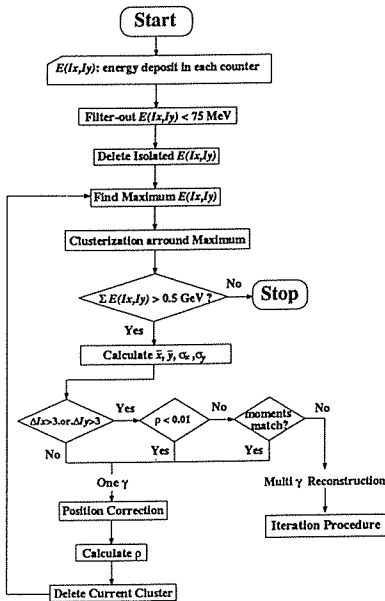 Start
E(Ix,Iy): energy deposit in each counter
Filter-out E(Ix,Iy) < 75 MeV
Delete Isolated E(Ix,Iy)
Find Maximum E(Ix,Iy)
Clusterization arround Maximum
Σ E(Ix,Iy) > 0.5 GeV ?
No
Stop
Yes
Calculate x̄, ȳ, σx, σy
ΔIx>3.or.ΔIy>3
Yes
ρ < 0.01
No
moments
match?
No
No
Yes
Yes
One γ
Multi γ Reconstruction
Position Correction
Iteration Procedure
Calculate ρ
Delete Current Cluster